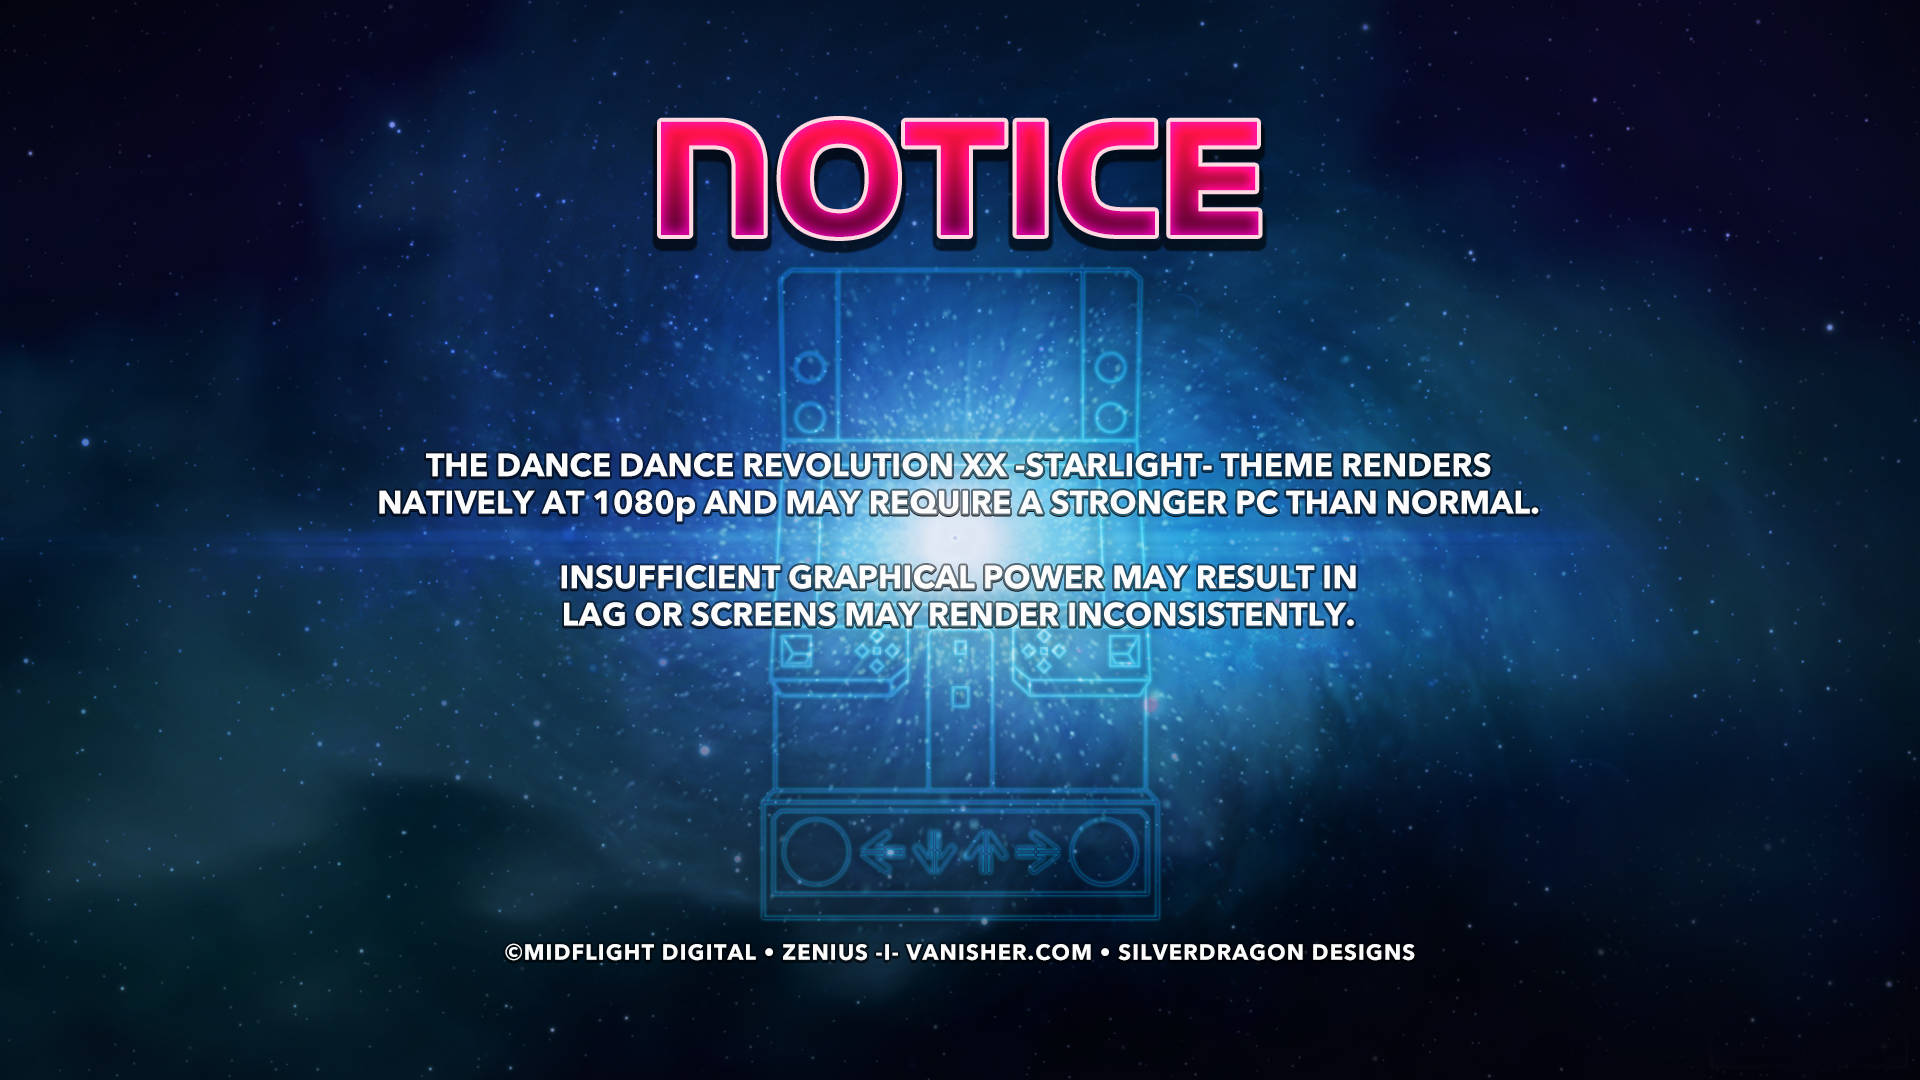 NOTICE
THE DANCE DANCE REVOLUTION XX -STARLIGHT- THEME RENDERS
NATIVELY AT 1080p AND MAY REQUIRE A STRONGER PC THAN NORMAL.
INSUFFICIENT GRAPHICAL POWER MAY RESULT IN
LAG OR SCREENS MAY RENDER INCONSISTENTLY.
©MIDFLIGHT DIGITAL • ZENIUS -I- VANISHER.COM • SILVERDRAGON DESIGNS